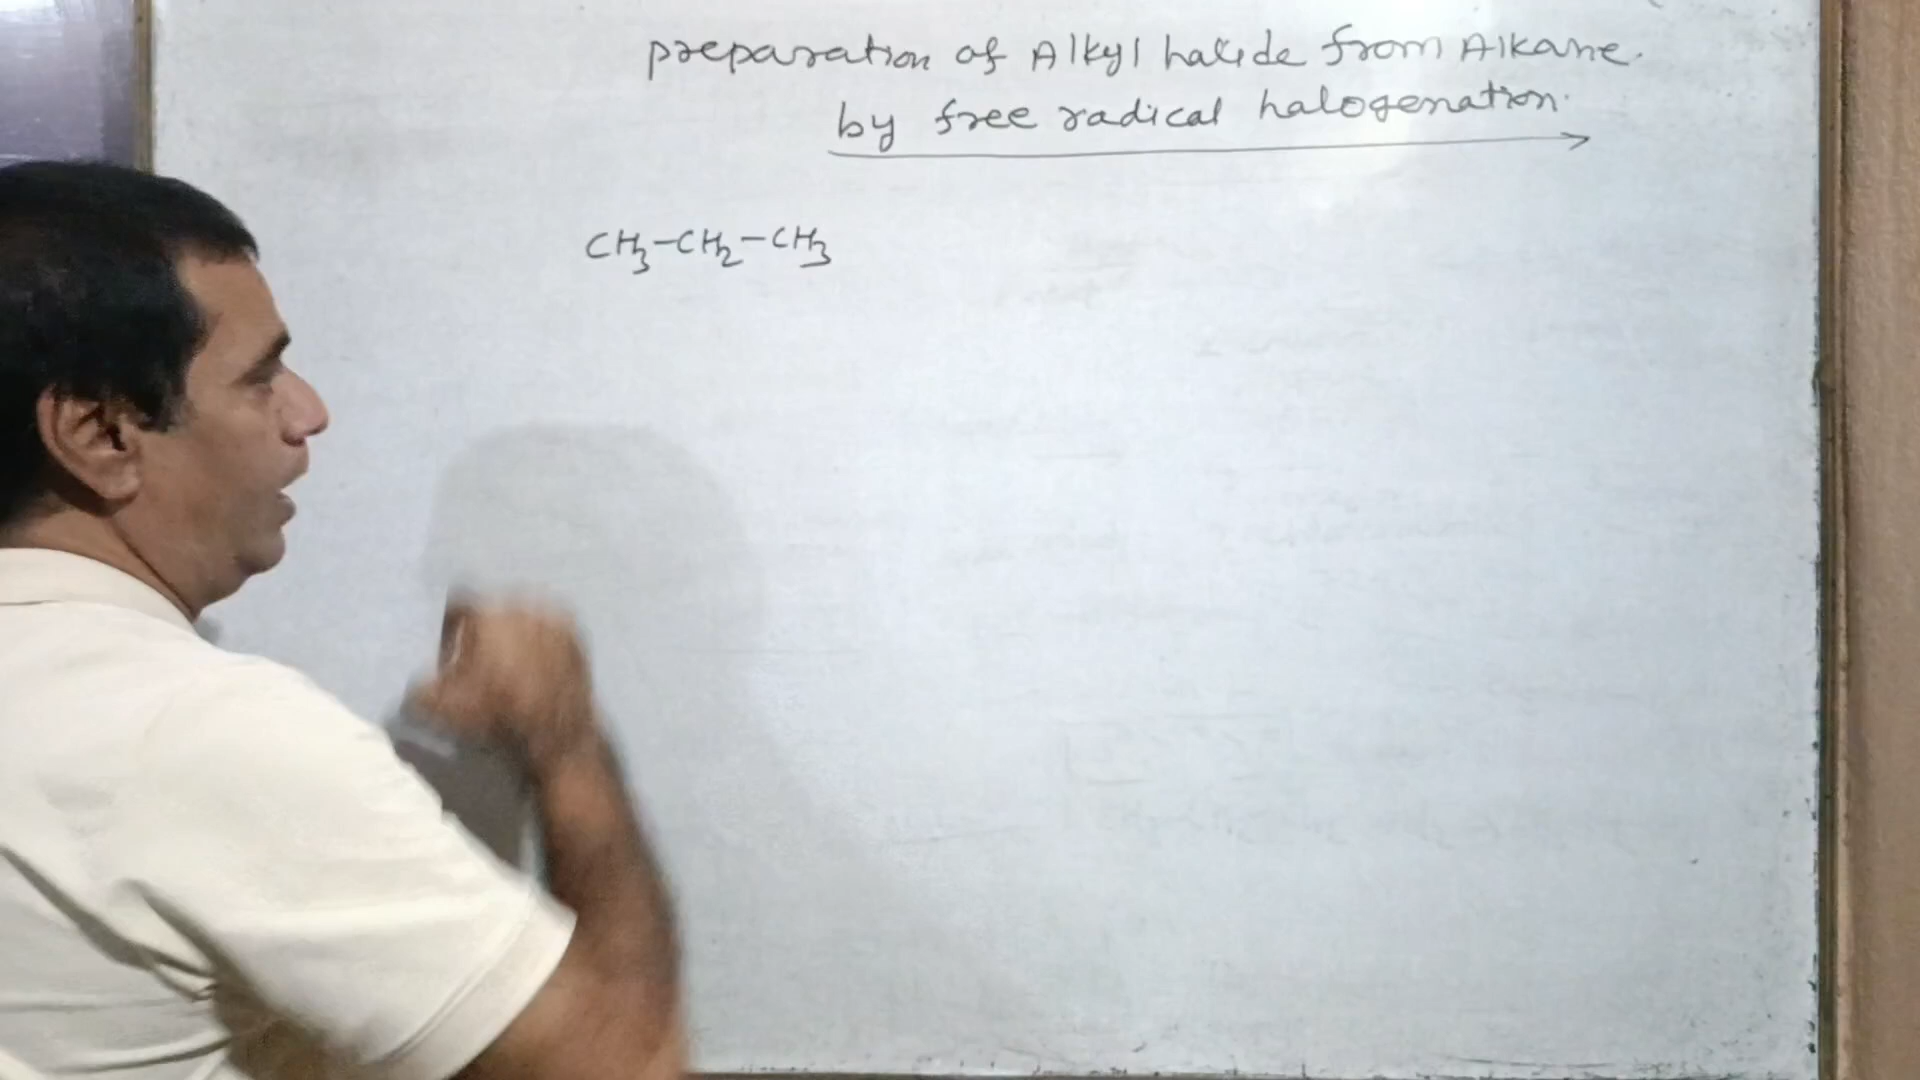 preparation of Alkyl halide from Alkane.
by free radical halogenation.
CH₃-CH₂-CH₃